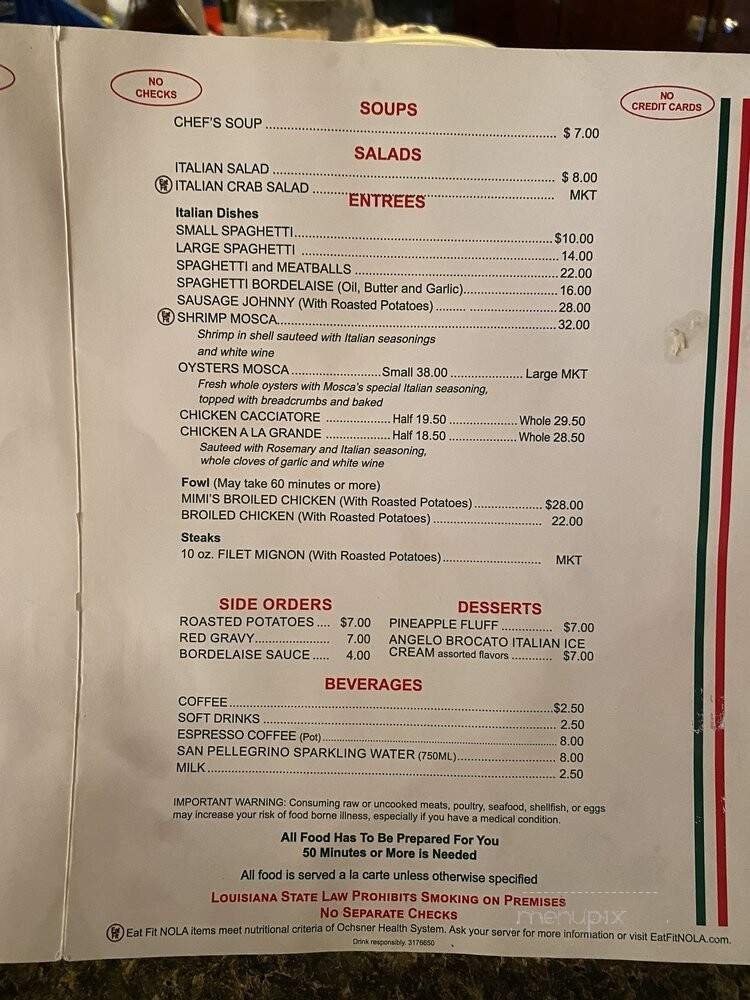 NO
CHECKS
NO
CREDIT CARDS
SOUPS
CHEF'S SOUP ........ $ 7.00
SALADS
ITALIAN SALAD ........ $ 8.00
ITALIAN CRAB SALAD ........ MKT
ENTREES
Italian Dishes
SMALL SPAGHETTI ........ $10.00
LARGE SPAGHETTI ........ 14.00
SPAGHETTI and MEATBALLS ........ 22.00
SPAGHETTI BORDELAISE (Oil, Butter and Garlic) ........ 16.00
SAUSAGE JOHNNY (With Roasted Potatoes) ........ 28.00
SHRIMP MOSCA ........ 32.00
Shrimp in shell sauteed with Italian seasonings
and white wine
OYSTERS MOSCA ........ Small 38.00 ........ Large MKT
Fresh whole oysters with Mosca's special Italian seasoning,
topped with breadcrumbs and baked
CHICKEN CACCIATORE ........ Half 19.50 ........ Whole 29.50
CHICKEN A LA GRANDE ........ Half 18.50 ........ Whole 28.50
Sauteed with Rosemary and Italian seasoning,
whole cloves of garlic and white wine
Fowl (May take 60 minutes or more)
MIMI'S BROILED CHICKEN (With Roasted Potatoes) ........ $28.00
BROILED CHICKEN (With Roasted Potatoes) ........ 22.00
Steaks
10 oz. FILET MIGNON (With Roasted Potatoes) ........ MKT
SIDE ORDERS
ROASTED POTATOES .... $7.00
RED GRAVY ........ 7.00
BORDELAISE SAUCE ..... 4.00
DESSERTS
PINEAPPLE FLUFF ........ $7.00
ANGELO BROCATO ITALIAN ICE
CREAM assorted flavors ........ $7.00
BEVERAGES
COFFEE ........ $2.50
SOFT DRINKS ........ 2.50
ESPRESSO COFFEE (Pot) ........ 8.00
SAN PELLEGRINO SPARKLING WATER (750ML) ........ 8.00
MILK ........ 2.50
IMPORTANT WARNING: Consuming raw or uncooked meats, poultry, seafood, shellfish, or eggs
may increase your risk of food borne illness, especially if you have a medical condition.
All Food Has To Be Prepared For You
50 Minutes or More is Needed
All food is served a la carte unless otherwise specified
LOUISIANA STATE LAW PROHIBITS SMOKING ON PREMISES
NO SEPARATE CHECKS
menupix
Eat Fit NOLA items meet nutritional criteria of Ochsner Health System. Ask your server for more information or visit EatFitNOLA.com.
Drink responsibly. 3176650